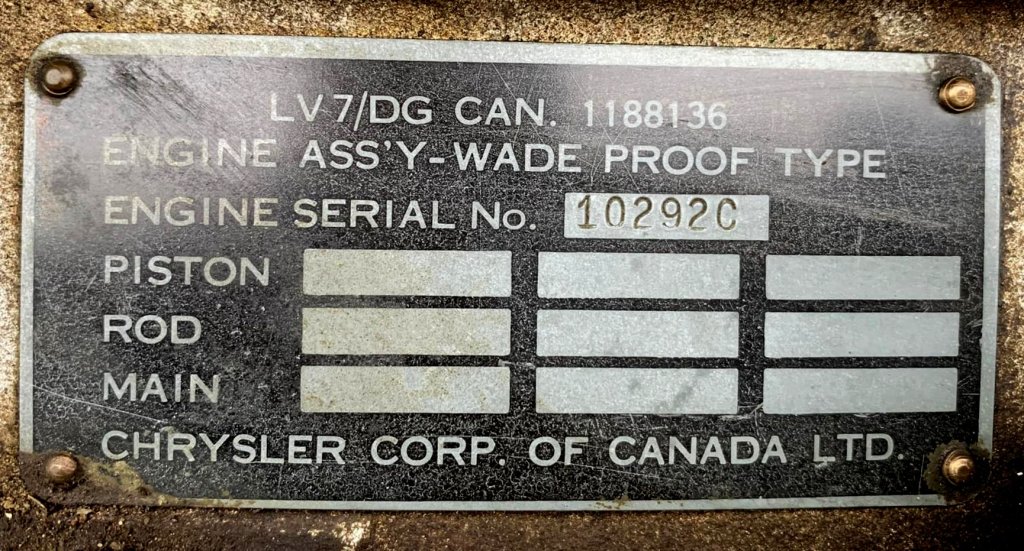 LV7/DG CAN. 1188136
ENGINE ASS'Y-WADE PROOF TYPE
ENGINE SERIAL No. 10292C
PISTON
ROD
MAIN
CHRYSLER CORP. OF CANADA LTD.